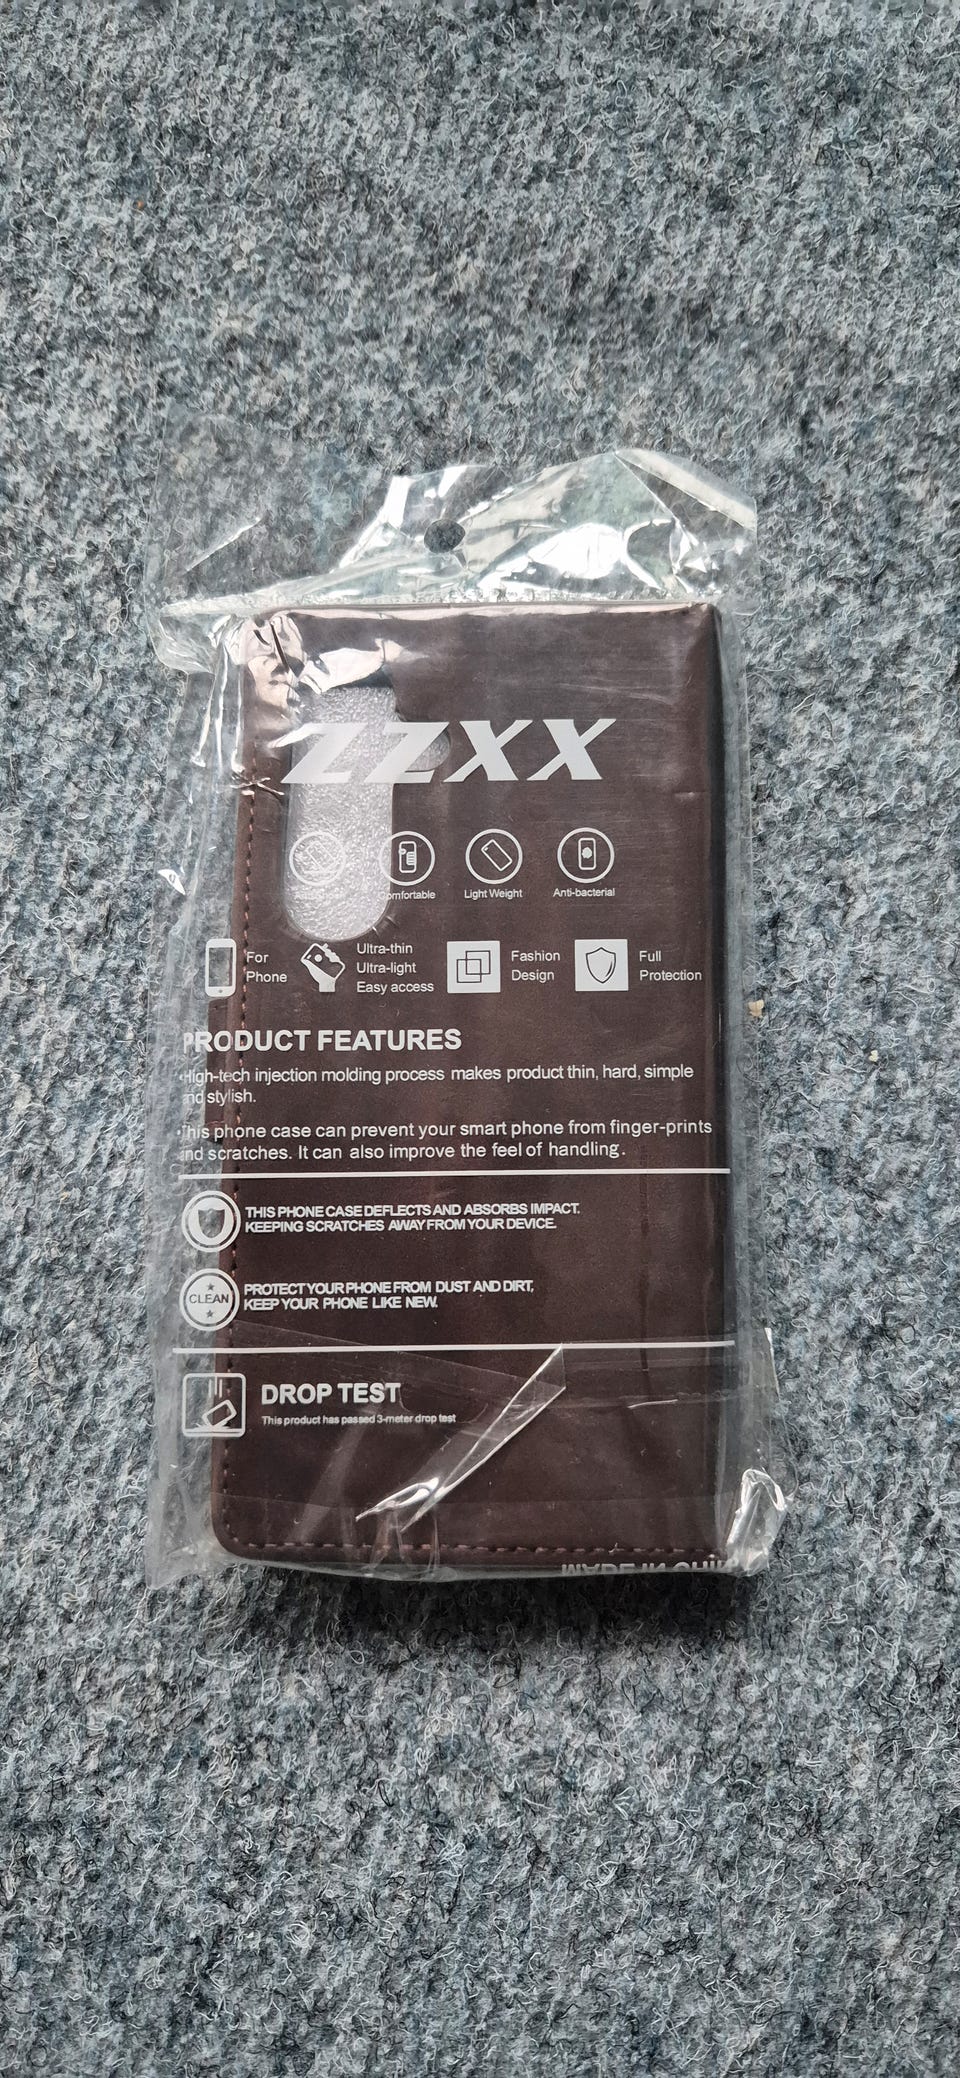 ZZXX
Light Weight
Anti-bacterial
For
Phone
Ultra-thin
Ultra-light
Easy access
Fashion
Design
Full
Protection
PRODUCT FEATURES
High-tech injection molding process makes product thin, hard, simple
and stylish.
This phone case can prevent your smart phone from finger-prints
and scratches. It can also improve the feel of handling.
THIS PHONE CASE DEFLECTS AND ABSORBS IMPACT.
KEEPING SCRATCHES AWAY FROM YOUR DEVICE.
CLEAN
PROTECT YOUR PHONE FROM DUST AND DIRT,
KEEP YOUR PHONE LIKE NEW.
DROP TEST
This product has passed 3-meter drop test